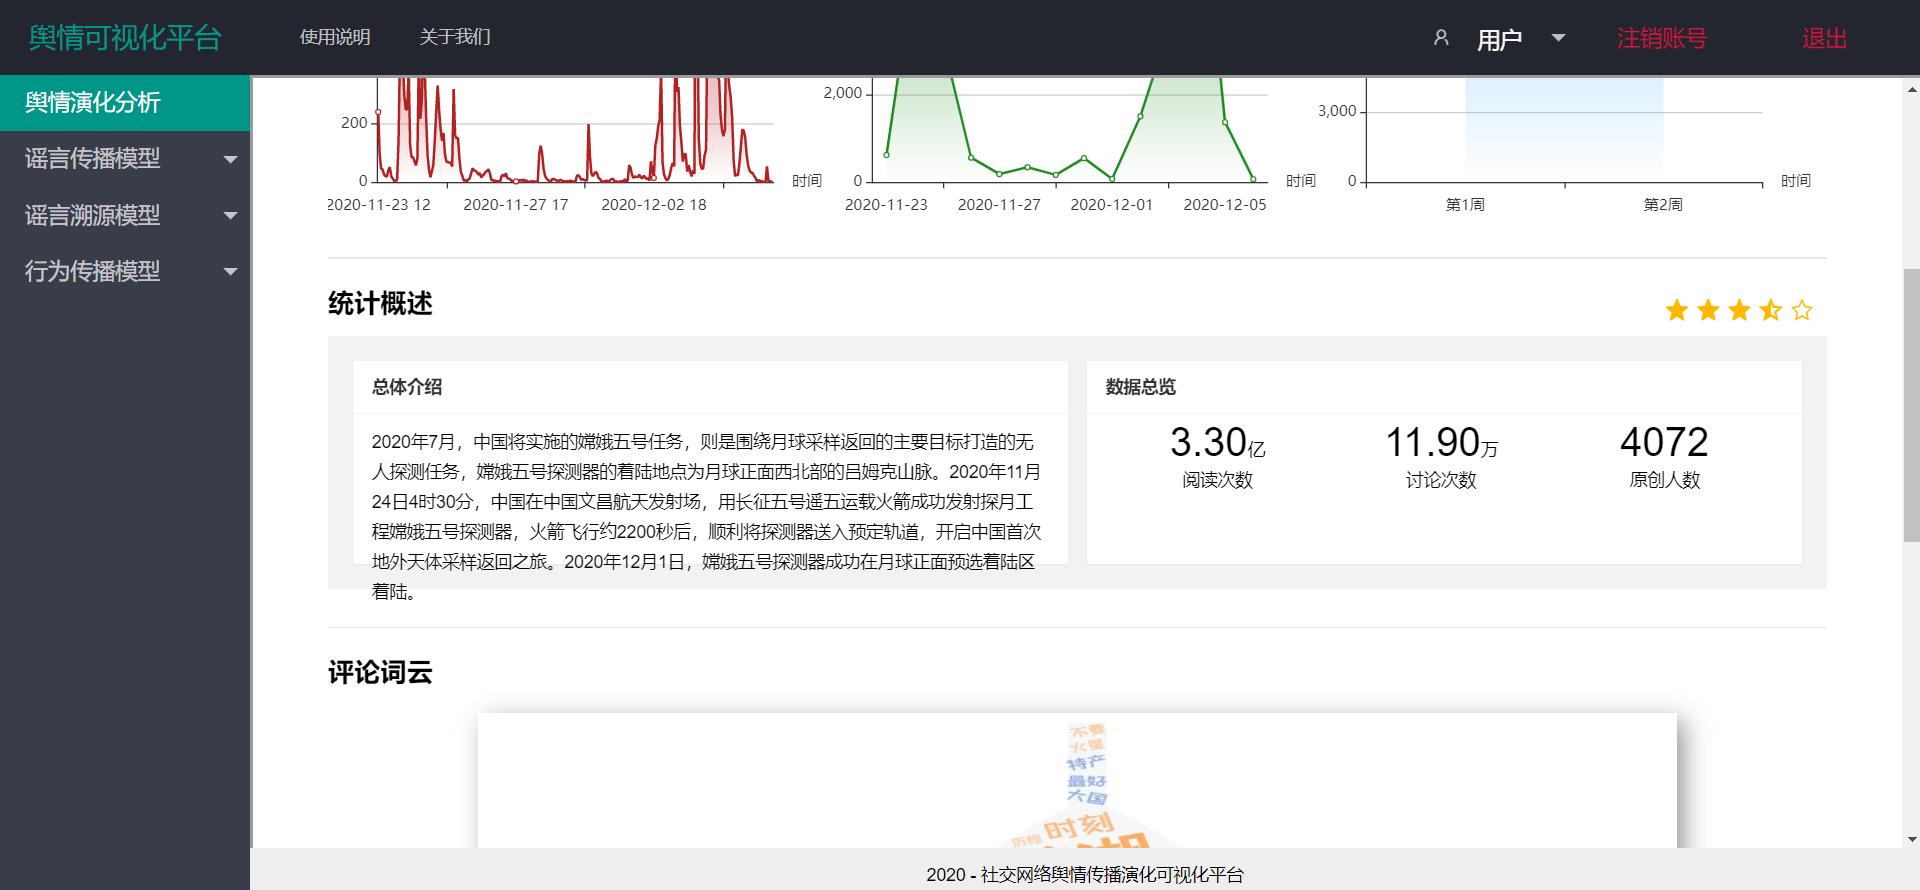 舆情可视化平台
使用说明
关于我们
用户
注销账号
退出
舆情演化分析
谣言传播模型
谣言溯源模型
行为传播模型
200
0
时间
2020-11-23 12
2020-11-27 17
2020-12-02 18
2,000
0
时间
2020-11-23
2020-11-27
2020-12-01
2020-12-05
3,000
0
时间
第1周
第2周
统计概述
总体介绍
2020年7月，中国将实施的嫦娥五号任务，则是围绕月球采样返回的主要目标打造的无
人探测任务，嫦娥五号探测器的着陆地点为月球正面西北部的吕姆克山脉。2020年11月
24日4时30分，中国在中国文昌航天发射场，用长征五号遥五运载火箭成功发射探月工
程嫦娥五号探测器，火箭飞行约2200秒后，顺利将探测器送入预定轨道，开启中国首次
地外天体采样返回之旅。2020年12月1日，嫦娥五号探测器成功在月球正面预选着陆区
着陆。
数据总览
3.30亿
阅读次数
11.90万
讨论次数
4072
原创人数
评论词云
不要
火星
特产
最好
大国
时刻
历程
2020 - 社交网络舆情传播演化可视化平台